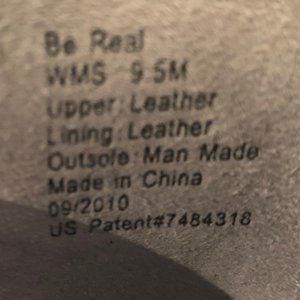 Be Real
WMS 9.5M
Upper: Leather
Lining: Leather
Outsole: Man Made
Made in China
09/2010
US Patent#7484318